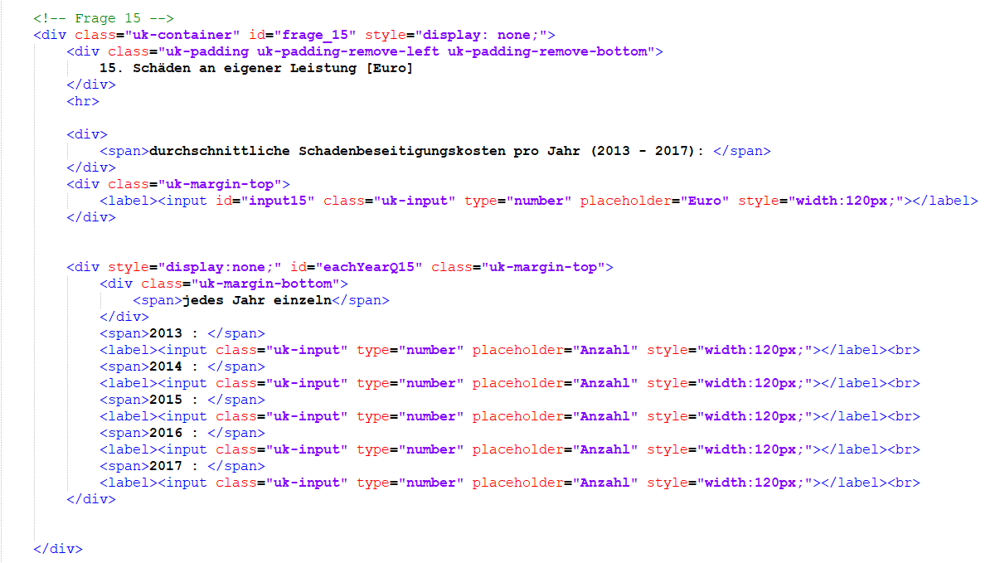 <!-- Frage 15 -->
<div class="uk-container" id="frage_15" style="display: none;">
<div class="uk-padding uk-padding-remove-left uk-padding-remove-bottom">
15. Schäden an eigener Leistung [Euro]
</div>
<hr>
<div>
<span>durchschnittliche Schadenbeseitigungskosten pro Jahr (2013 - 2017): </span>
</div>
<div class="uk-margin-top">
<label><input id="input15" class="uk-input" type="number" placeholder="Euro" style="width:120px;"></label>
</div>
<div style="display:none;" id="eachYearQ15" class="uk-margin-top">
<div class="uk-margin-bottom">
<span>jedes Jahr einzeln</span>
</div>
<span>2013 : </span>
<label><input class="uk-input" type="number" placeholder="Anzahl" style="width:120px;"></label><br>
<span>2014 : </span>
<label><input class="uk-input" type="number" placeholder="Anzahl" style="width:120px;"></label><br>
<span>2015 : </span>
<label><input class="uk-input" type="number" placeholder="Anzahl" style="width:120px;"></label><br>
<span>2016 : </span>
<label><input class="uk-input" type="number" placeholder="Anzahl" style="width:120px;"></label><br>
<span>2017 : </span>
<label><input class="uk-input" type="number" placeholder="Anzahl" style="width:120px;"></label><br>
</div>
</div>